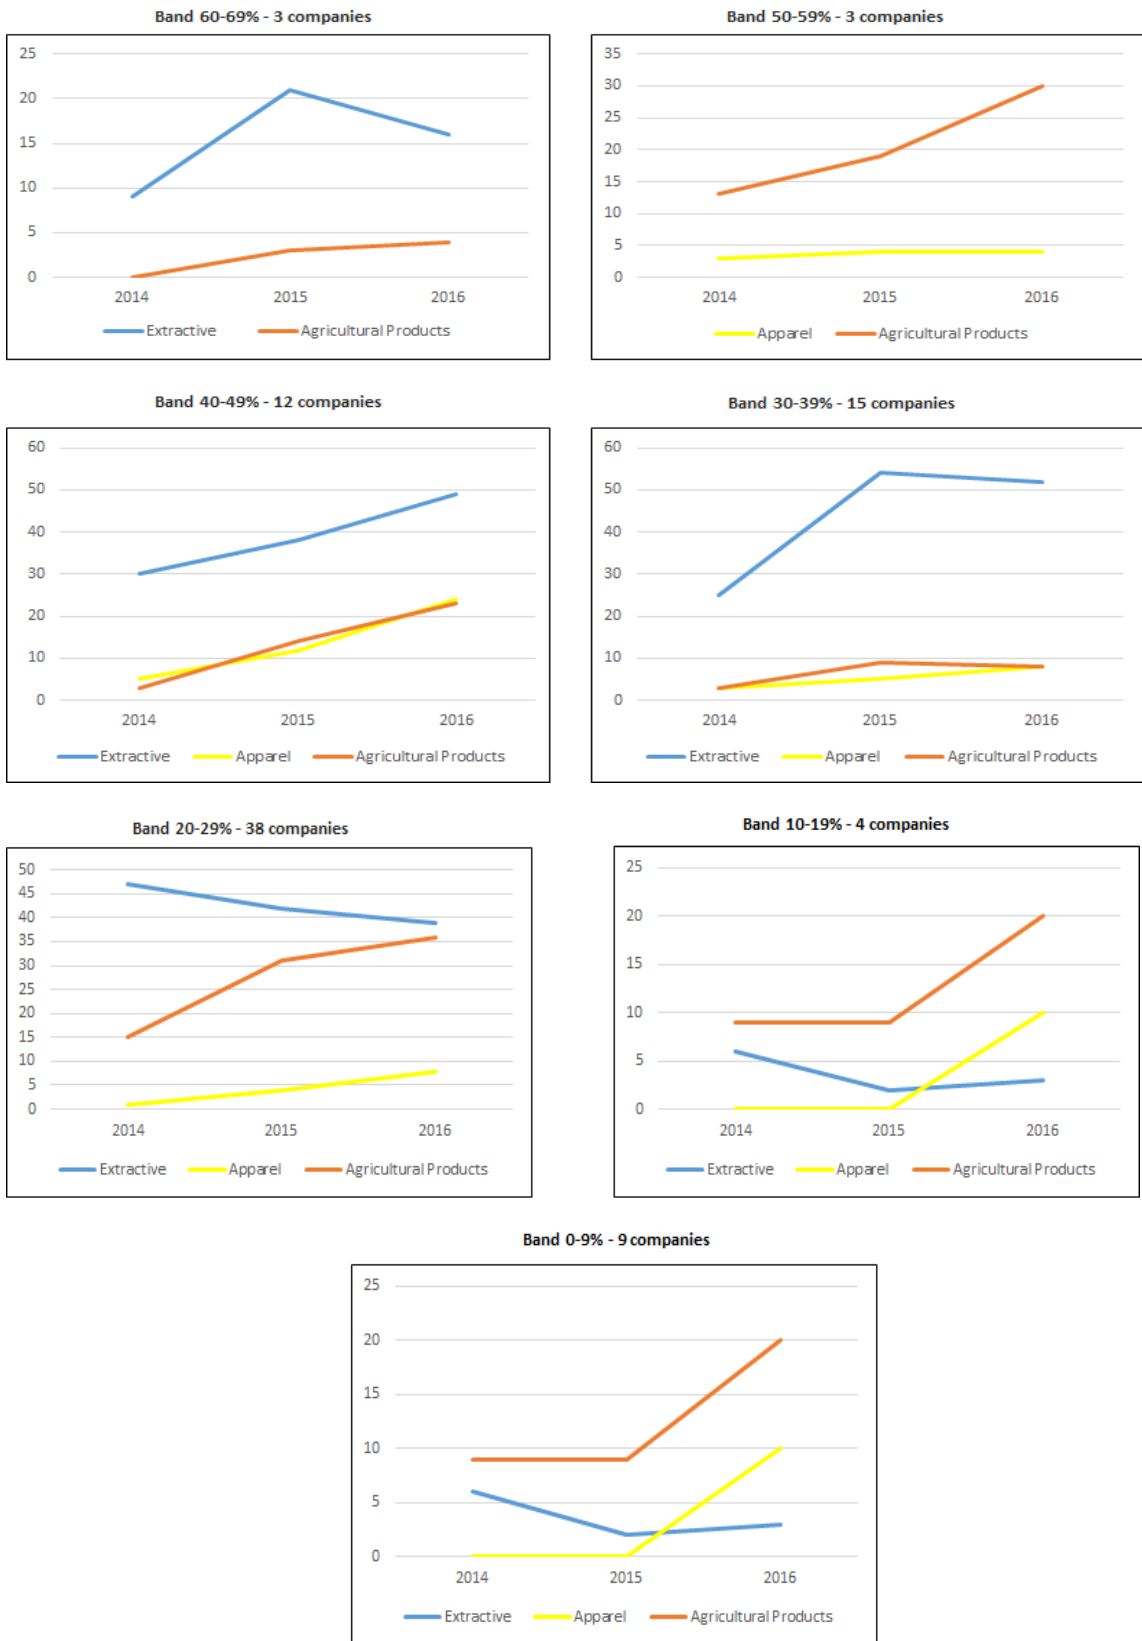 Band 60-69% - 3 companies
25
20
15
10
5
0
2014 2015 2016
Extractive Agricultural Products
Band 50-59% - 3 companies
35
30
25
20
15
10
5
0
2014 2015 2016
Apparel Agricultural Products
Band 40-49% - 12 companies
60
50
40
30
20
10
0
2014 2015 2016
Extractive Apparel Agricultural Products
Band 30-39% - 15 companies
60
50
40
30
20
10
0
2014 2015 2016
Extractive Apparel Agricultural Products
Band 20-29% - 38 companies
50
45
40
35
30
25
20
15
10
5
0
2014 2015 2016
Extractive Apparel Agricultural Products
Band 10-19% - 4 companies
25
20
15
10
5
0
2014 2015 2016
Extractive Apparel Agricultural Products
Band 0-9% - 9 companies
25
20
15
10
5
0
2014 2015 2016
Extractive Apparel Agricultural Products